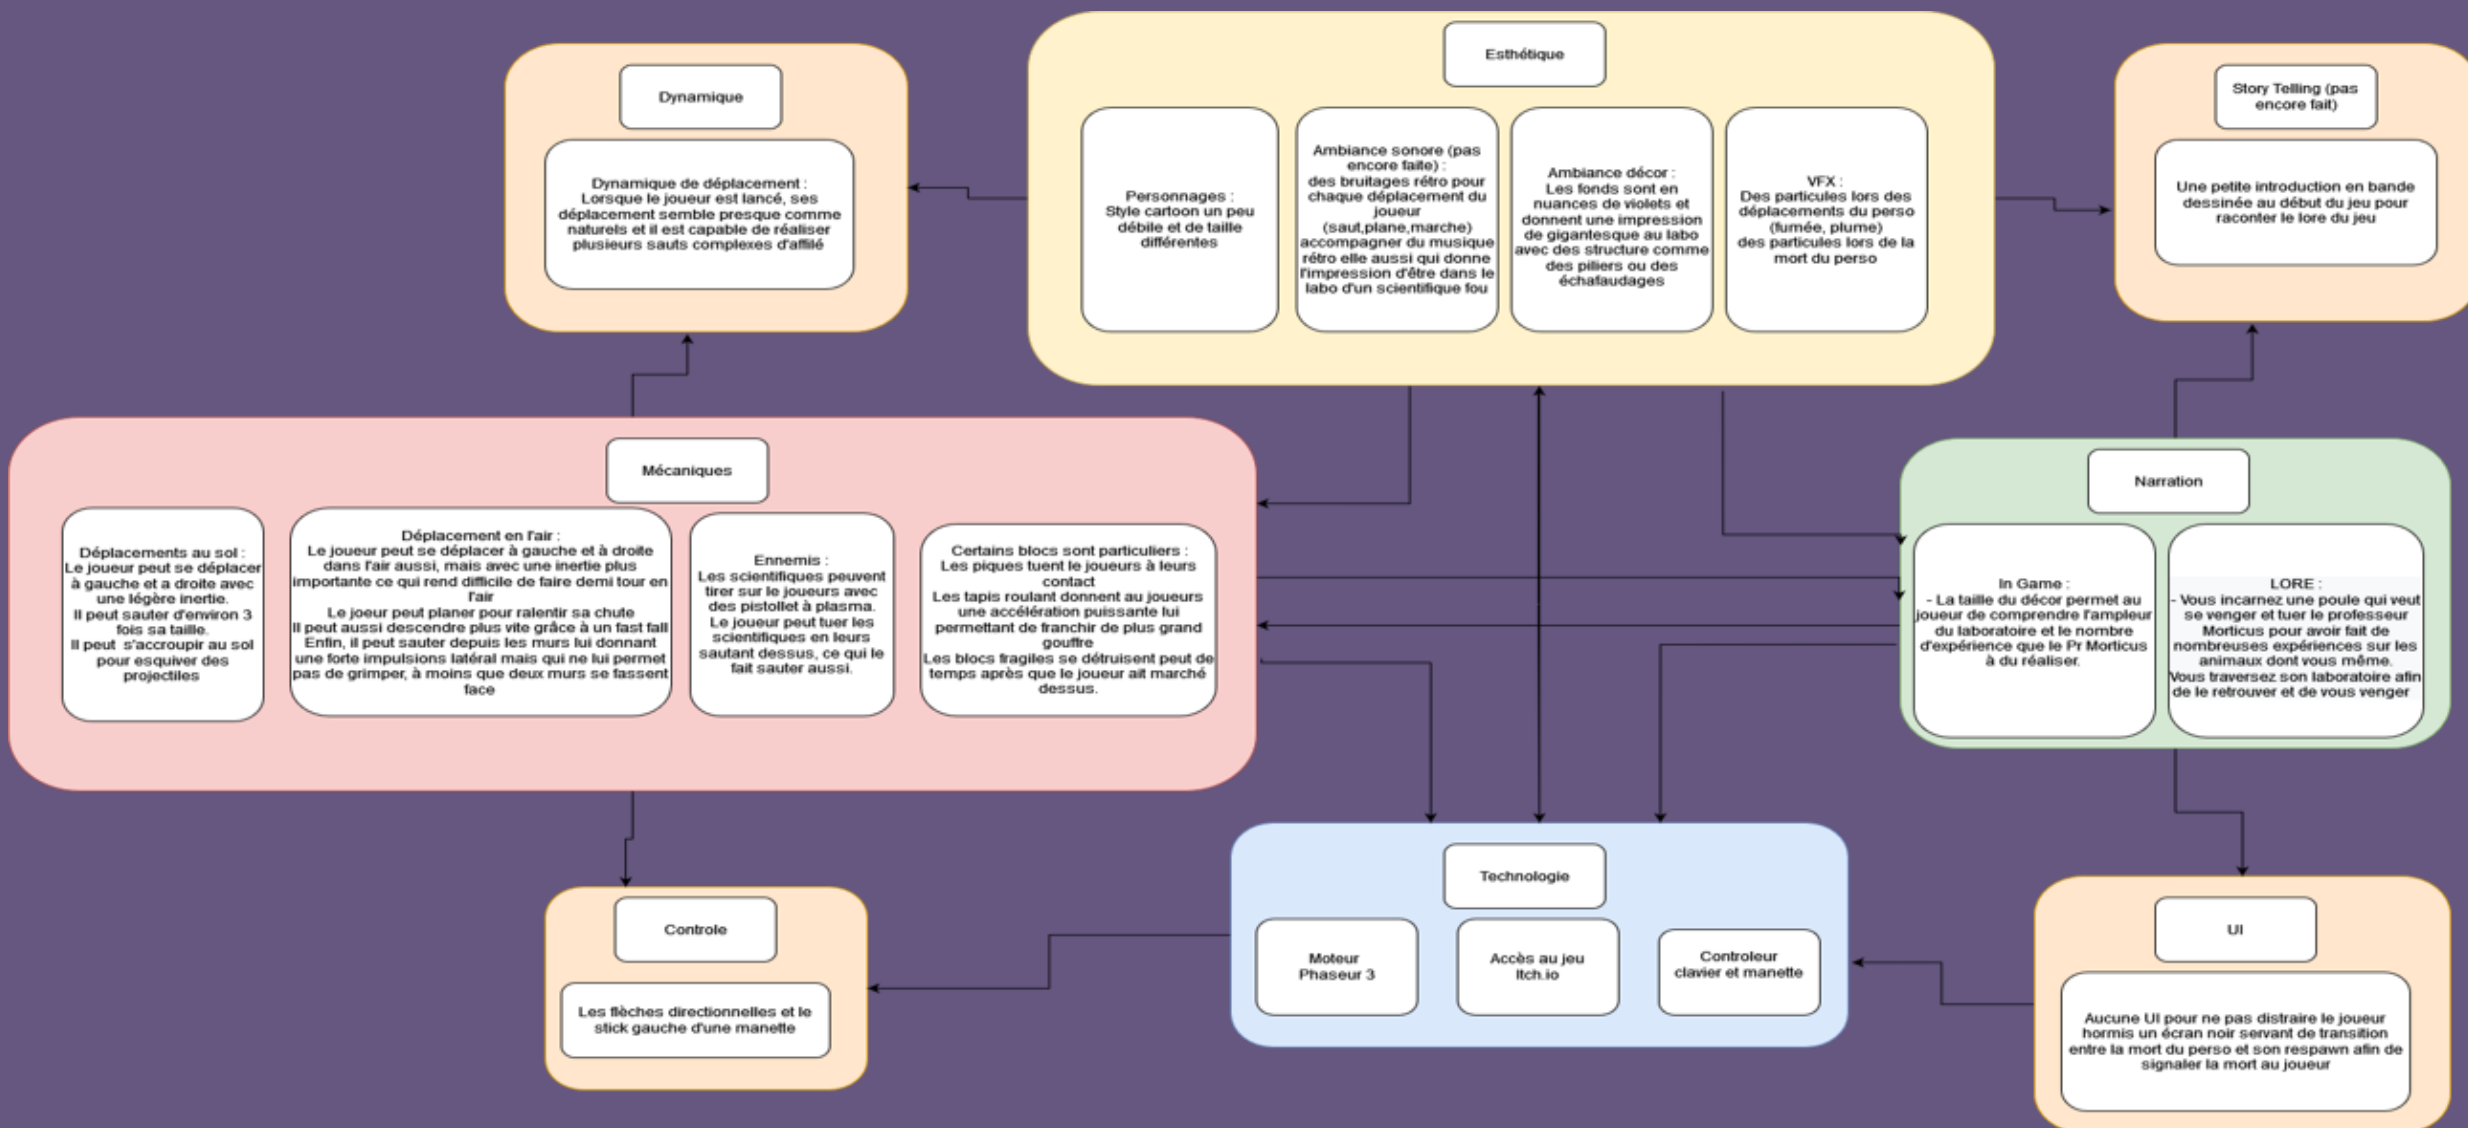 Dynamique
Dynamique de déplacement :
Lorsque le joueur est lancé, ses
déplacement semble presque comme
naturels et il est capable de réaliser
plusieurs sauts complexes d'affilé
Esthétique
Personnages :
Style cartoon un peu
débile et de taille
différentes
Ambiance sonore (pas
encore faite) :
des bruitages rétro pour
chaque déplacement du
joueur
(saut,plane,marche)
accompagner du musique
rétro elle aussi qui donne
l'impression d'être dans le
labo d'un scientifique fou
Ambiance décor :
Les fonds sont en
nuances de violets et
donnent une impression
de gigantesque au labo
avec des structure comme
des piliers ou des
échafaudages
VFX :
Des particules lors des
déplacements du perso
(fumée, plume)
des particules lors de la
mort du perso
Story Telling (pas
encore fait)
Une petite introduction en bande
dessinée au début du jeu pour
raconter le lore du jeu
Mécaniques
Déplacements au sol :
Le joueur peut se déplacer
à gauche et a droite avec
une légère inertie.
Il peut sauter d'environ 3
fois sa taille.
Il peut s'accroupir au sol
pour esquiver des
projectiles
Déplacement en l'air :
Le joueur peut se déplacer à gauche et à droite
dans l'air aussi, mais avec une inertie plus
importante ce qui rend difficile de faire demi tour en
l'air
Le joeur peut planer pour ralentir sa chute
Il peut aussi descendre plus vite grâce à un fast fall
Enfin, il peut sauter depuis les murs lui donnant
une forte impulsions latéral mais qui ne lui permet
pas de grimper, à moins que deux murs se fassent
face
Ennemis :
Les scientifiques peuvent
tirer sur le joueurs avec
des pistollet à plasma.
Le joueur peut tuer les
scientifiques en leurs
sautant dessus, ce qui le
fait sauter aussi.
Certains blocs sont particuliers :
Les piques tuent le joueurs à leurs
contact
Les tapis roulant donnent au joueurs
une accélération puissante lui
permettant de franchir de plus grand
gouffre
Les blocs fragiles se détruisent peut de
temps après que le joueur ait marché
dessus.
Narration
In Game :
- La taille du décor permet au
joueur de comprendre l'ampleur
du laboratoire et le nombre
d'expérience que le Pr Morticus
à du réaliser.
LORE :
- Vous incarnez une poule qui veut
se venger et tuer le professeur
Morticus pour avoir fait de
nombreuses expériences sur les
animaux dont vous même.
Vous traversez son laboratoire afin
de le retrouver et de vous venger
Controle
Les flèches directionnelles et le
stick gauche d'une manette
Technologie
Moteur
Phaseur 3
Accès au jeu
Itch.io
Controleur
clavier et manette
UI
Aucune UI pour ne pas distraire le joueur
hormis un écran noir servant de transition
entre la mort du perso et son respawn afin de
signaler la mort au joueur